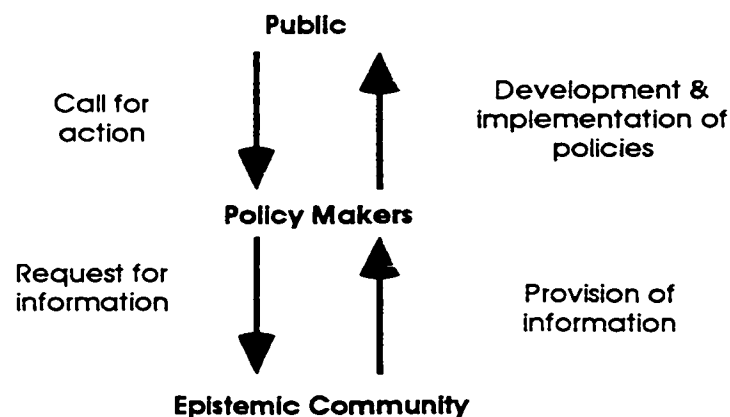 Public
Call for
action
Development &
implementation of
policies
Policy Makers
Request for
information
Provision of
information
Epistemic Community